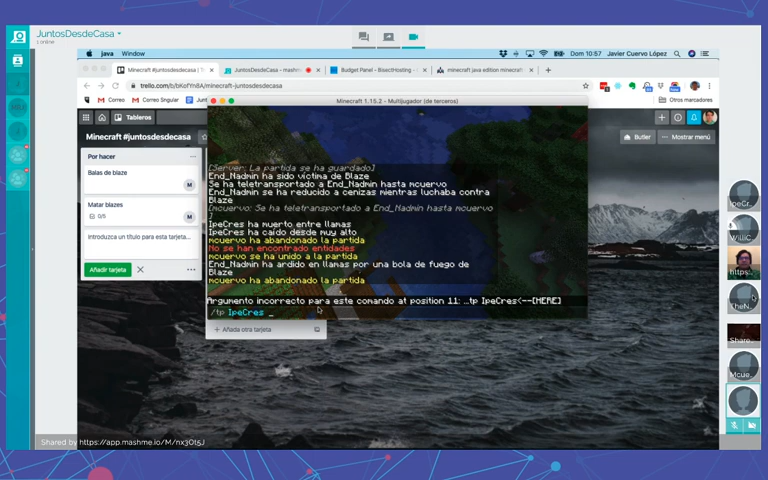 JuntosDesdeCasa
java Window
Dom 10:57 Javier Cuervo López
Minecraft #juntosdesdecasa | T
JuntosDesdeCasa - mashme
Budget Panel - BisectHosting -
minecraft java edition minecraft
trello.com/b/bKofYn8A/minecraft-juntosdesdecasa
Correo
Correo Singular
Otros marcadores
Tableros
Minecraft 1.15.2 - Multijugador (de terceros)
Minecraft #juntosdesdecasa
Butler
Mostrar menú
Por hacer
Balas de blaze
M
Matar blazes
0/5
M
Introduzca un título para esta tarjeta...
Añadir tarjeta
[Server: La partida se ha guardado]
End_Nadmin ha sido víctima de Blaze
Se ha teletransportado a End_Nadmin hasta mcuervo
End_Nadmin se ha reducido a cenizas mientras luchaba contra
Blaze
[mcuervo: Se ha teletransportado a End_Nadmin hasta mcuervo
]
IpeCres ha muerto entre llamas
IpeCres ha caído desde muy alto
mcuervo ha abandonado la partida
No se han encontrado entidades
mcuervo se ha unido a la partida
End_Nadmin ha ardido en llamas por una bola de fuego de
Blaze
mcuervo ha abandonado la partida
Argumento incorrecto para este comando at position 11: ...tp IpeCres<--[HERE]
/tp IpeCres _
+ Añada otra tarjeta
IpeCr...
WilliC...
https:...
TheN...
Share...
Mcue...
Shared by https://app.mashme.io/M/nx3Ot5J